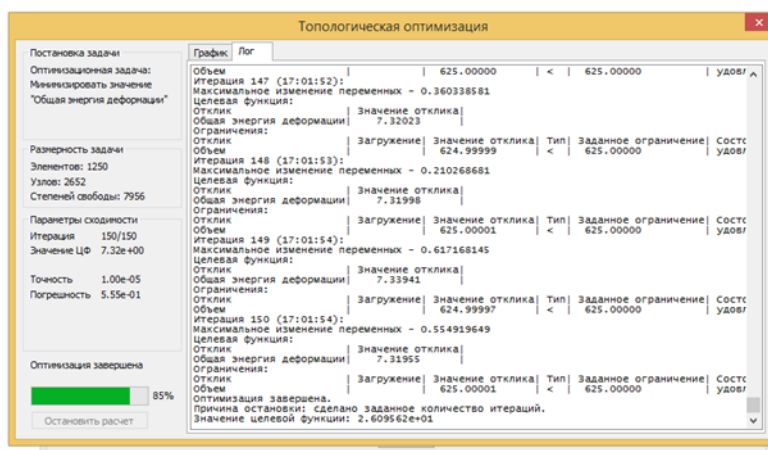 Топологическая оптимизация
Постановка задачи
Оптимизационная задача:
Минимизировать значение
"Общая энергия деформации"
Размерность задачи
Элементов: 1250
Узлов: 2652
Степеней свободы: 7956
Параметры сходимости
Итерация 150/150
Значение ЦФ 7.32e+00
Точность 1.00e-05
Погрешность 5.55e-01
Оптимизация завершена
85%
Остановить расчет
График Лог
Объем | | 625.00000 | < | 625.00000 | удовл
Итерация 147 (17:01:52):
Максимальное изменение переменных - 0.360338581
Целевая функция:
Отклик | Значение отклика|
Общая энергия деформации| 7.32023 |
Ограничения:
Отклик | Загружение| Значение отклика| Тип| Заданное ограничение| Состо
Объем | | 624.99999 | < | 625.00000 | удовл
Итерация 148 (17:01:53):
Максимальное изменение переменных - 0.210268681
Целевая функция:
Отклик | Значение отклика|
Общая энергия деформации| 7.31998 |
Ограничения:
Отклик | Загружение| Значение отклика| Тип| Заданное ограничение| Состо
Объем | | 625.00001 | < | 625.00000 | удовл
Итерация 149 (17:01:54):
Максимальное изменение переменных - 0.617168145
Целевая функция:
Отклик | Значение отклика|
Общая энергия деформации| 7.33941 |
Ограничения:
Отклик | Загружение| Значение отклика| Тип| Заданное ограничение| Состо
Объем | | 624.99997 | < | 625.00000 | удовл
Итерация 150 (17:01:54):
Максимальное изменение переменных - 0.554919649
Целевая функция:
Отклик | Значение отклика|
Общая энергия деформации| 7.31955 |
Ограничения:
Отклик | Загружение| Значение отклика| Тип| Заданное ограничение| Состо
Объем | | 625.00001 | < | 625.00000 | удовл
Оптимизация завершена.
Причина остановки: сделано заданное количество итераций.
Значение целевой функции: 2.609562e+01